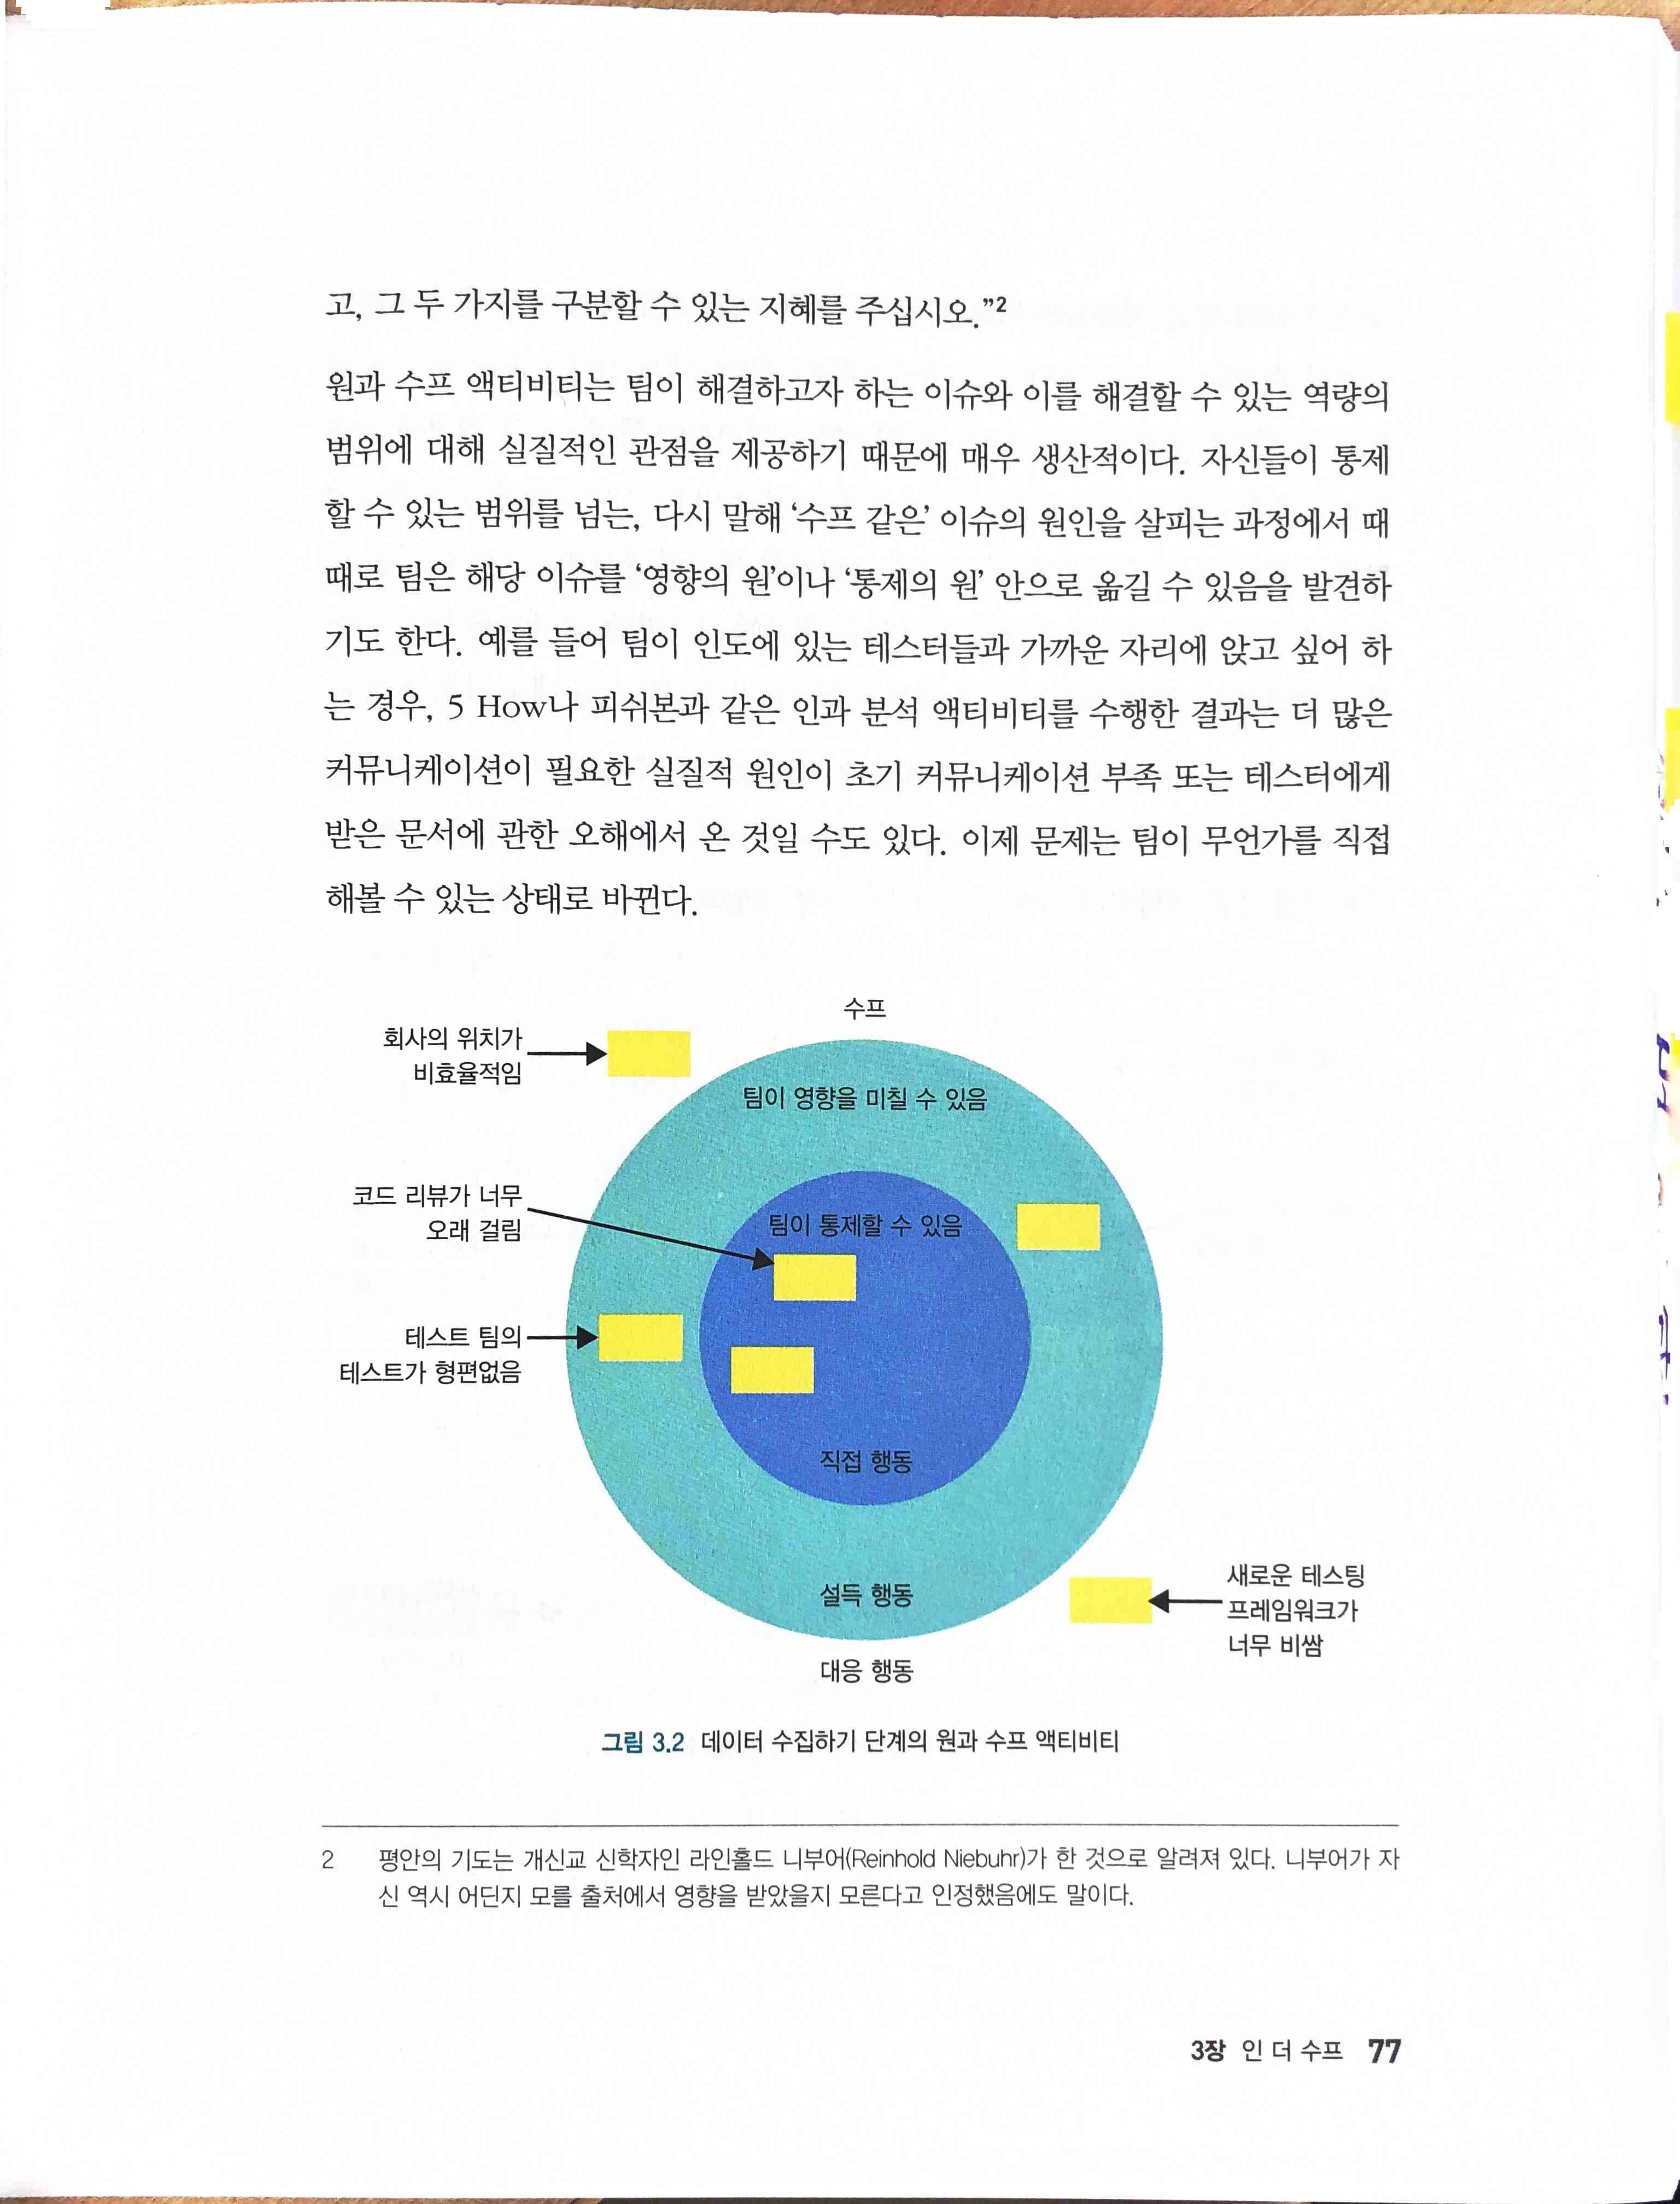 고, 그 두 가지를 구분할 수 있는 지혜를 주십시오.”2
원과 수프 액티비티는 팀이 해결하고자 하는 이슈와 이를 해결할 수 있는 역량의
범위에 대해 실질적인 관점을 제공하기 때문에 매우 생산적이다. 자신들이 통제
할 수 있는 범위를 넘는, 다시 말해 ‘수프 같은’ 이슈의 원인을 살피는 과정에서 때
때로 팀은 해당 이슈를 ‘영향의 원’이나 ‘통제의 원’ 안으로 옮길 수 있음을 발견하
기도 한다. 예를 들어 팀이 인도에 있는 테스터들과 가까운 자리에 앉고 싶어 하
는 경우, 5 How나 피쉬본과 같은 인과 분석 액티비티를 수행한 결과는 더 많은
커뮤니케이션이 필요한 실질적 원인이 초기 커뮤니케이션 부족 또는 테스터에게
받은 문서에 관한 오해에서 온 것일 수도 있다. 이제 문제는 팀이 무언가를 직접
해볼 수 있는 상태로 바뀐다.
수프
회사의 위치가
비효율적임
팀이 영향을 미칠 수 있음
코드 리뷰가 너무
오래 걸림
팀이 통제할 수 있음
테스트 팀의
테스트가 형편없음
직접 행동
설득 행동
새로운 테스팅
프레임워크가
너무 비쌈
대응 행동
그림 3.2 데이터 수집하기 단계의 원과 수프 액티비티
2 평안의 기도는 개신교 신학자인 라인홀드 니부어(Reinhold Niebuhr)가 한 것으로 알려져 있다. 니부어가 자
신 역시 어딘지 모를 출처에서 영향을 받았을지 모른다고 인정했음에도 말이다.
3장 인 더 수프 77